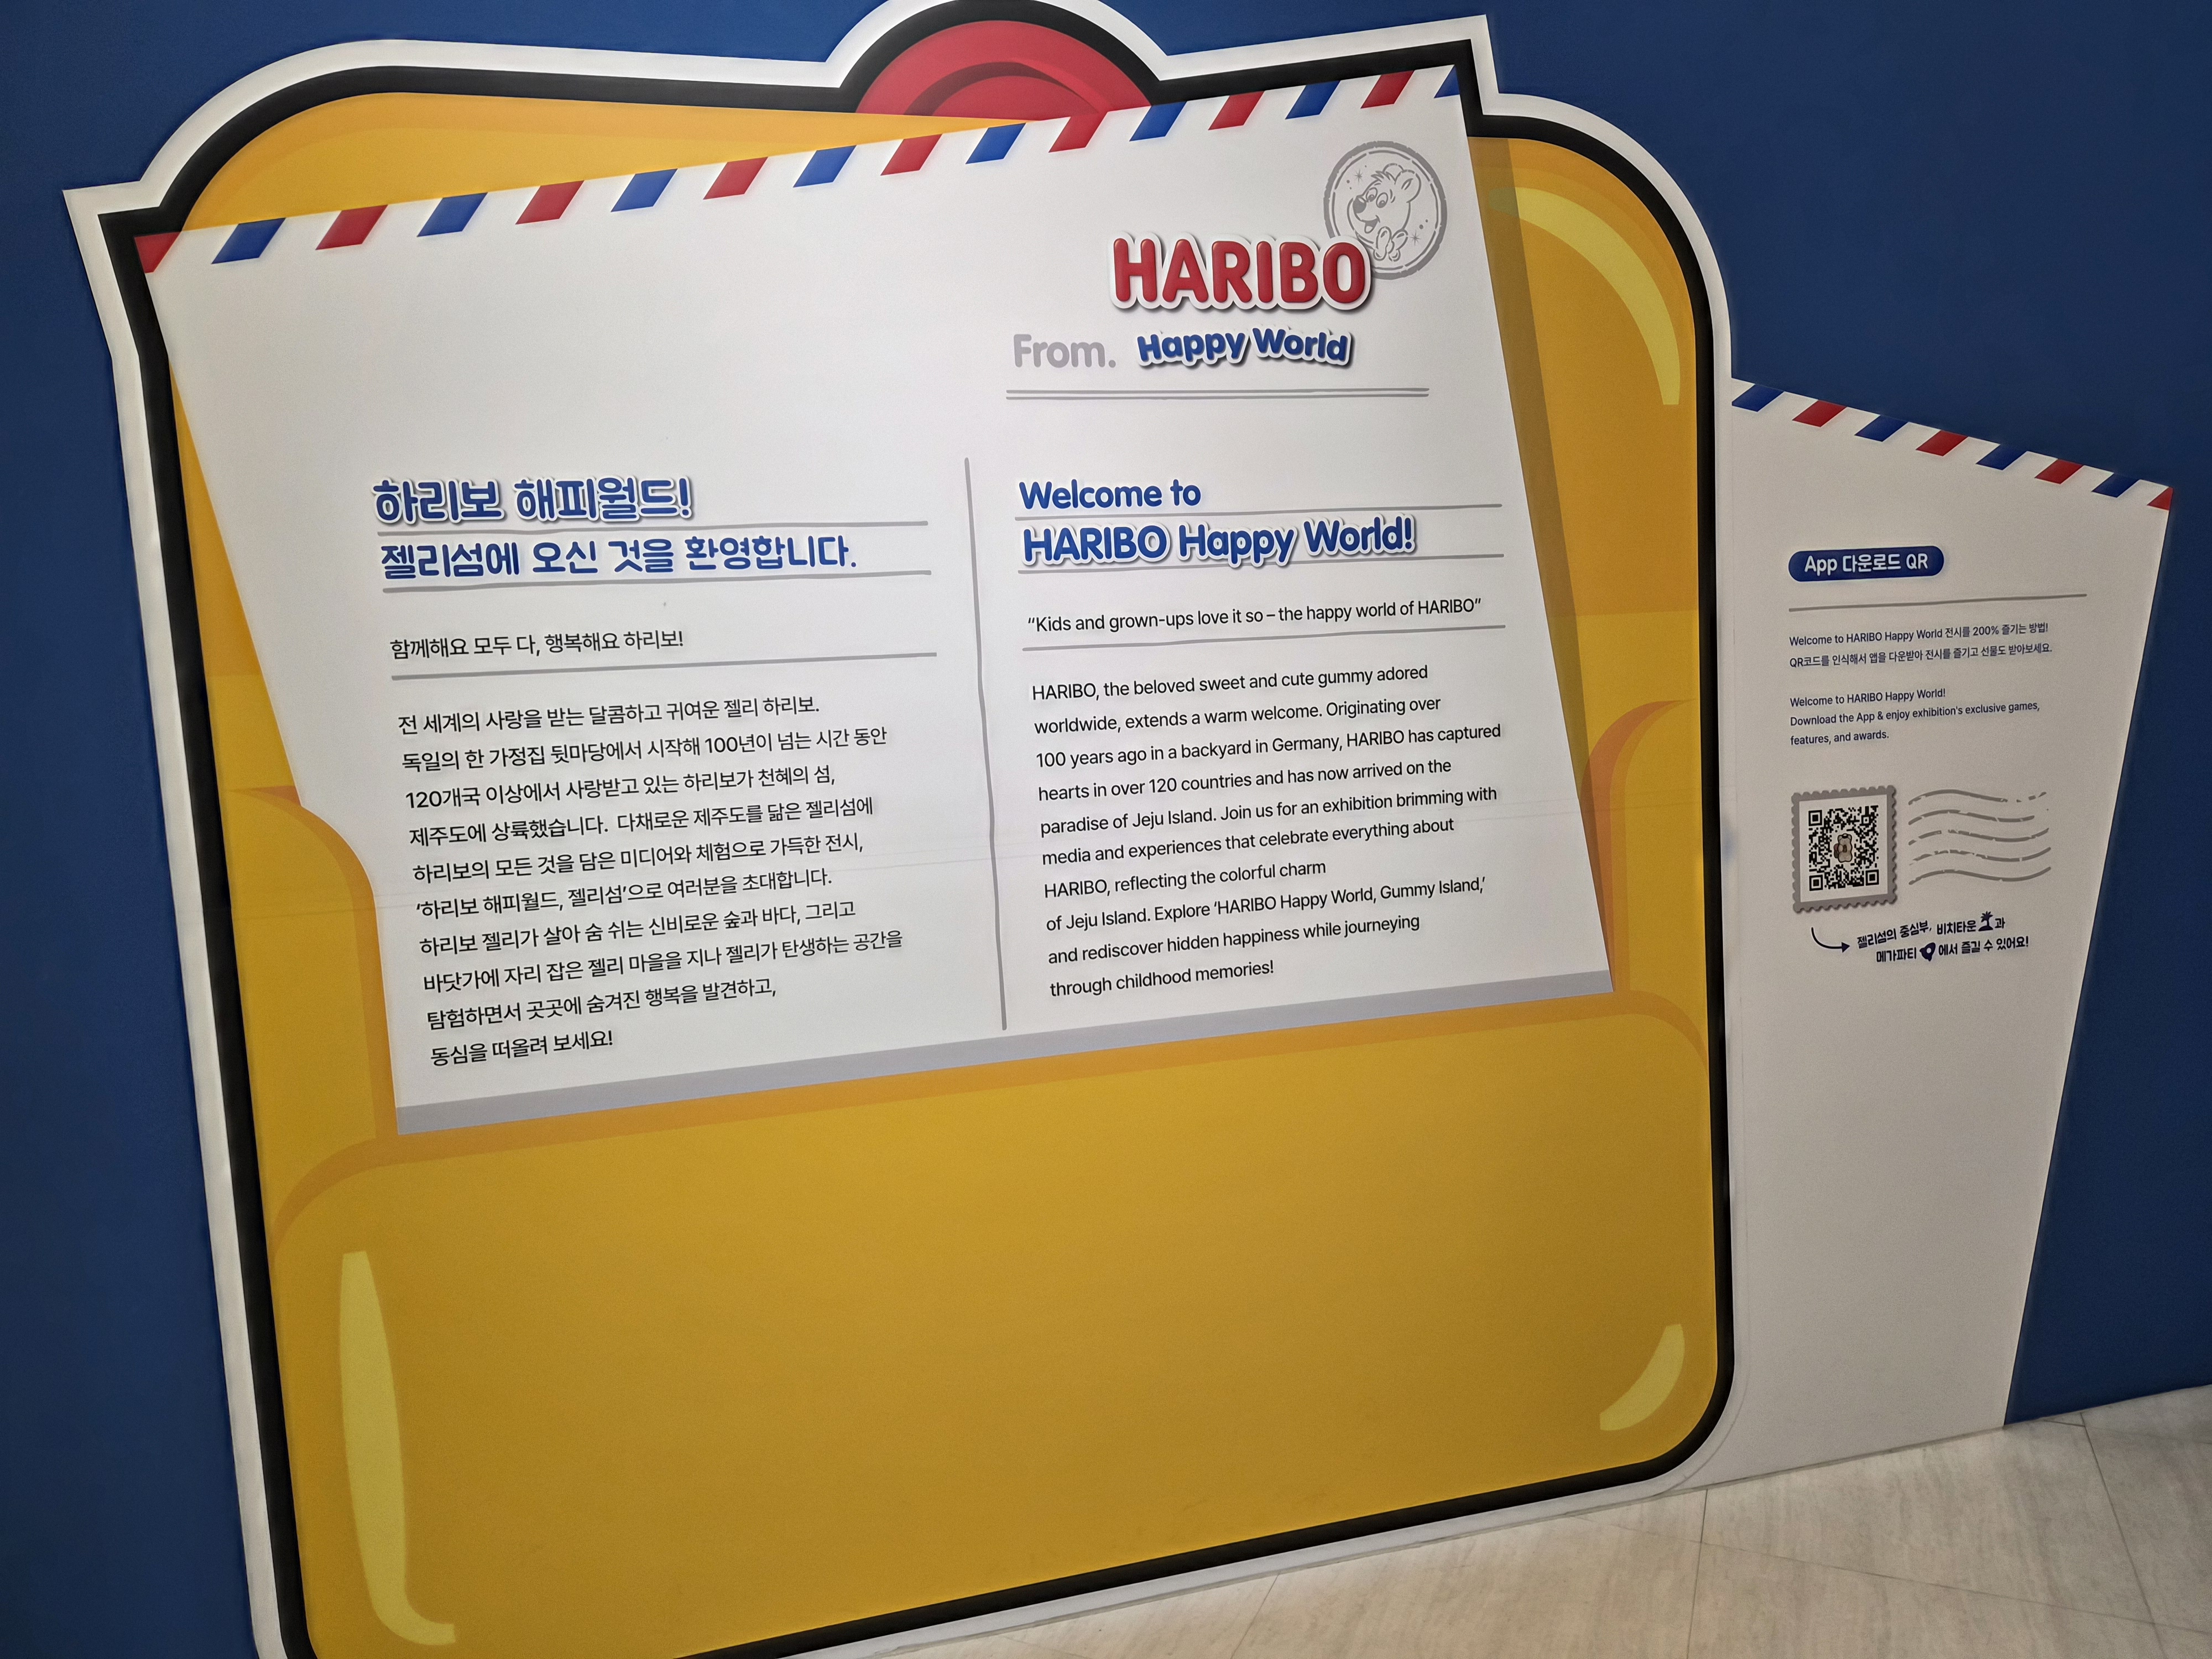 HARIBO
From. Happy World
하리보 해피월드!
젤리섬에 오신 것을 환영합니다.
함께해요 모두 다, 행복해요 하리보!
전 세계의 사랑을 받는 달콤하고 귀여운 젤리 하리보.
독일의 한 가정집 뒷마당에서 시작해 100년이 넘는 시간 동안
120개국 이상에서 사랑받고 있는 하리보가 천혜의 섬,
제주도에 상륙했습니다. 다채로운 제주도를 닮은 젤리섬에
하리보의 모든 것을 담은 미디어와 체험으로 가득한 전시,
'하리보 해피월드, 젤리섬'으로 여러분을 초대합니다.
하리보 젤리가 살아 숨 쉬는 신비로운 숲과 바다, 그리고
바닷가에 자리 잡은 젤리 마을을 지나 젤리가 탄생하는 공간을
탐험하면서 곳곳에 숨겨진 행복을 발견하고,
동심을 떠올려 보세요!
Welcome to
HARIBO Happy World!
"Kids and grown-ups love it so – the happy world of HARIBO"
HARIBO, the beloved sweet and cute gummy adored
worldwide, extends a warm welcome. Originating over
100 years ago in a backyard in Germany, HARIBO has captured
hearts in over 120 countries and has now arrived on the
paradise of Jeju Island. Join us for an exhibition brimming with
media and experiences that celebrate everything about
HARIBO, reflecting the colorful charm
of Jeju Island. Explore 'HARIBO Happy World, Gummy Island,'
and rediscover hidden happiness while journeying
through childhood memories!
App 다운로드 QR
Welcome to HARIBO Happy World 전시를 200% 즐기는 방법!
QR코드를 인식해서 앱을 다운받아 전시를 즐기고 선물도 받아보세요.
Welcome to HARIBO Happy World!
Download the App & enjoy exhibition's exclusive games,
features, and awards.
젤리섬의 중심부, 비치타운 과
메가파티 에서 즐길 수 있어요!